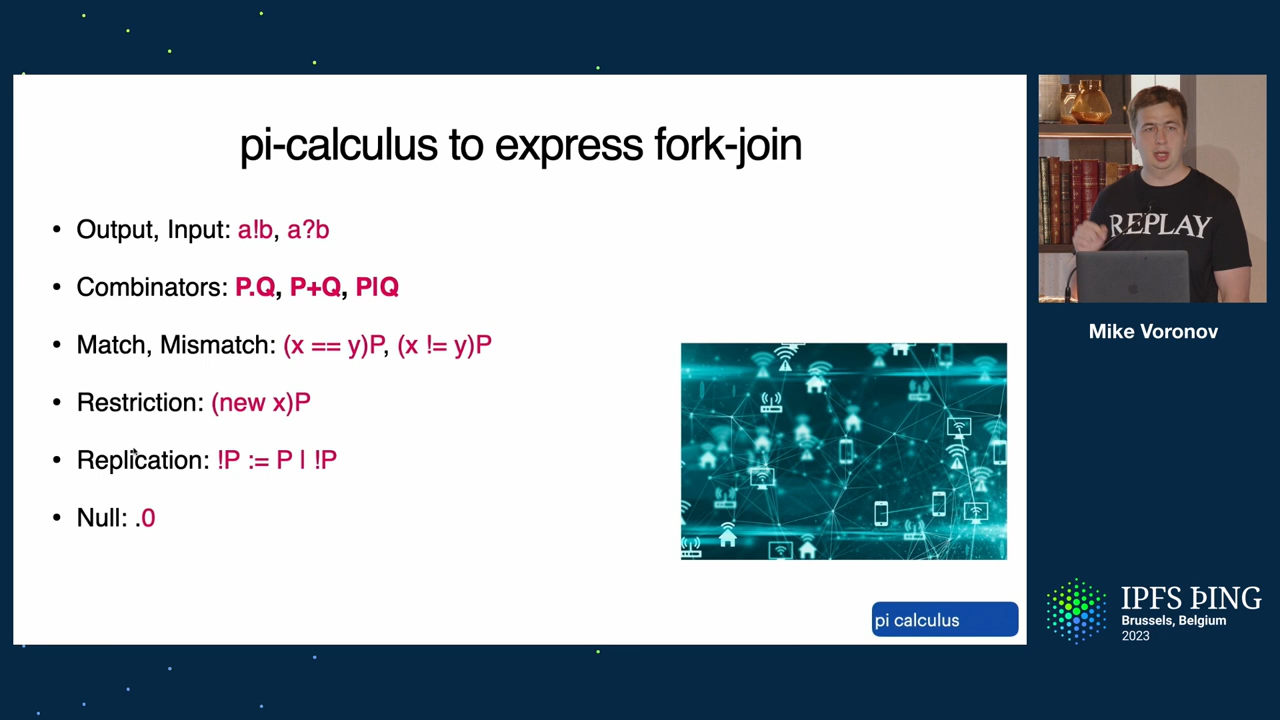 pi-calculus to express fork-join
• Output, Input: a!b, a?b
• Combinators: P.Q, P+Q, P|Q
• Match, Mismatch: (x == y)P, (x != y)P
• Restriction: (new x)P
• Replication: !P := P | !P
• Null: .0
pi calculus
REPLAY
Mike Voronov
IPFS ÞING
Brussels, Belgium
2023